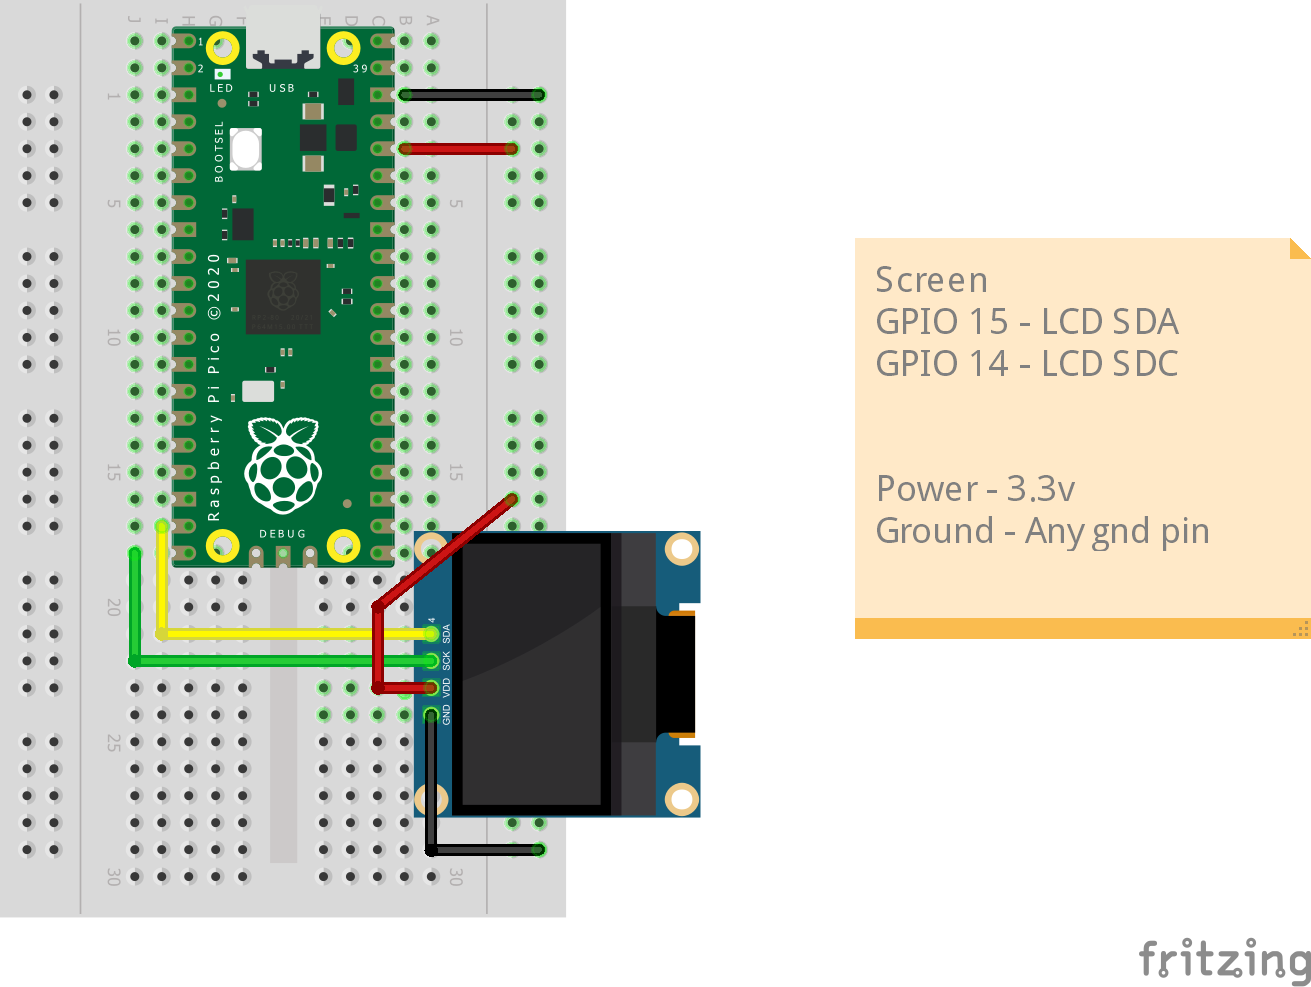 J I H G F E D C B A
1
2
39
LED
USB
1
BOOTSEL
5
5
Raspberry Pi Pico ©2020
10
10
15
15
DEBUG
20
4
SDA
SCK
VDD
GND
25
30
30
Screen
GPIO 15 - LCD SDA
GPIO 14 - LCD SDC
Power - 3.3v
Ground - Any gnd pin
fritzing